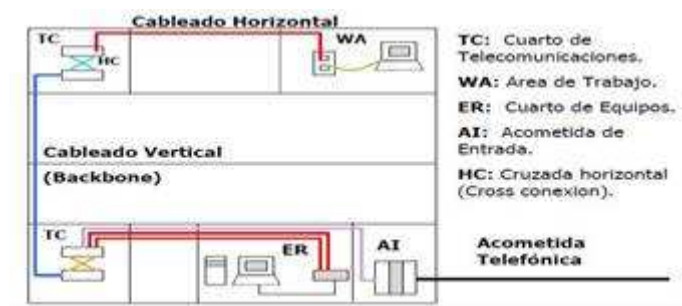 Cableado Horizontal
TC
HC
WA
Cableado Vertical
(Backbone)
TC
ER
AI
TC: Cuarto de
Telecomunicaciones.
WA: Area de Trabajo.
ER: Cuarto de Equipos.
AI: Acometida de
Entrada.
HC: Cruzada horizontal
(Cross conexion).
Acometida
Telefónica